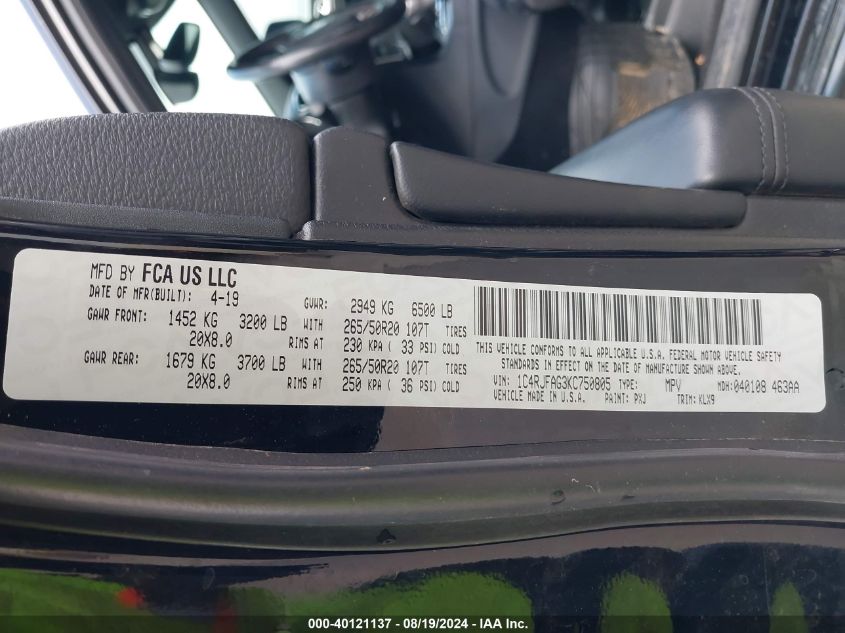 MFD BY FCA US LLC
DATE OF MFR(BUILT): 4-19 GVWR: 2949 KG 6500 LB
GAWR FRONT: 1452 KG 3200 LB WITH 265/50R20 107T TIRES
20X8.0 RIMS AT 230 KPA ( 33 PSI) COLD
GAWR REAR: 1679 KG 3700 LB WITH 265/50R20 107T TIRES
20X8.0 RIMS AT 250 KPA ( 36 PSI) COLD
THIS VEHICLE CONFORMS TO ALL APPLICABLE U.S.A. FEDERAL MOTOR VEHICLE SAFETY
STANDARDS IN EFFECT ON THE DATE OF MANUFACTURE SHOWN ABOVE.
VIN: 1C4RJFAG3KC750805 TYPE: MPV MDH: 040108 463AA
VEHICLE MADE IN U.S.A. PAINT: PXJ TRIM: KLX9
000-40121137 - 08/19/2024 - IAA Inc.